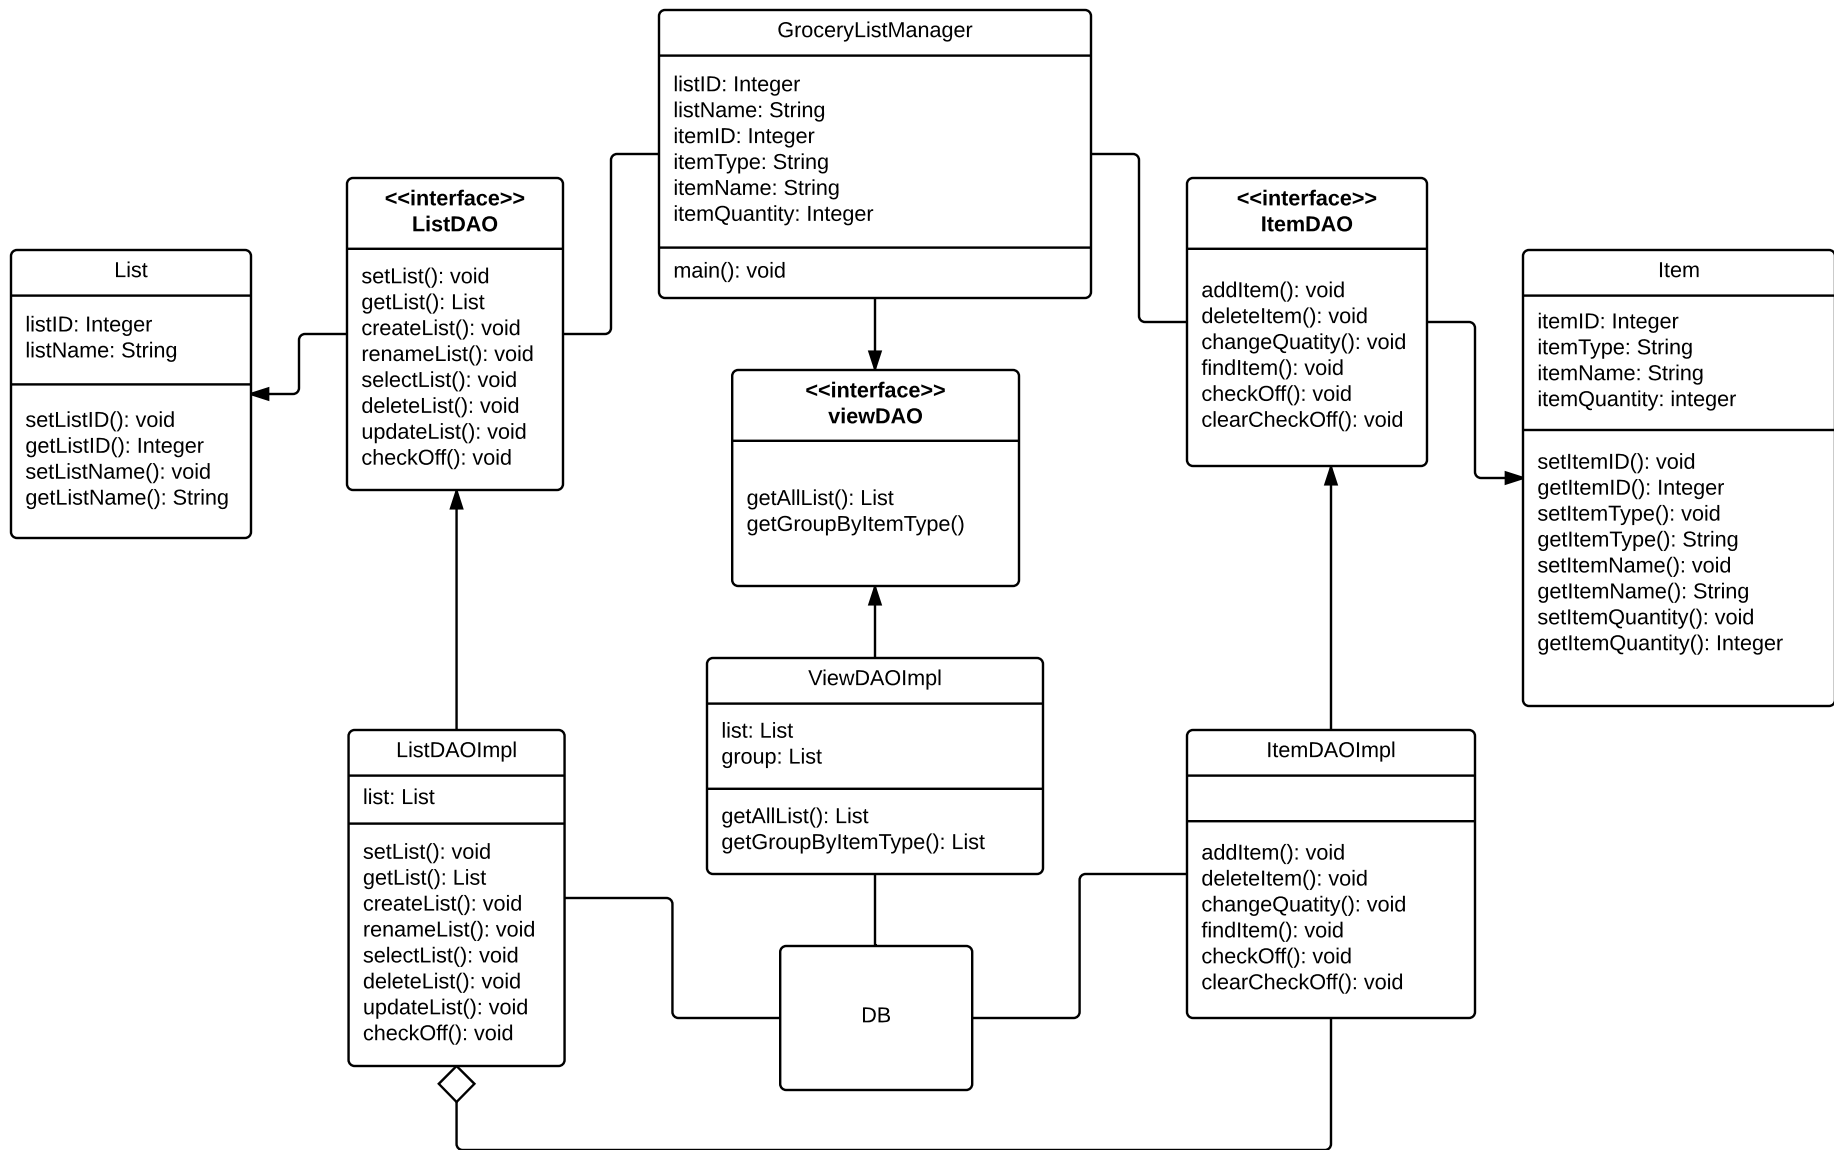 GroceryListManager
listID: Integer
listName: String
itemID: Integer
itemType: String
itemName: String
itemQuantity: Integer
main(): void
<<interface>>
ListDAO
setList(): void
getList(): List
createList(): void
renameList(): void
selectList(): void
deleteList(): void
updateList(): void
checkOff(): void
<<interface>>
ItemDAO
addItem(): void
deleteItem(): void
changeQuatity(): void
findItem(): void
checkOff(): void
clearCheckOff(): void
List
listID: Integer
listName: String
setListID(): void
getListID(): Integer
setListName(): void
getListName(): String
Item
itemID: Integer
itemType: String
itemName: String
itemQuantity: integer
setItemID(): void
getItemID(): Integer
setItemType(): void
getItemType(): String
setItemName(): void
getItemName(): String
setItemQuantity(): void
getItemQuantity(): Integer
<<interface>>
viewDAO
getAllList(): List
getGroupByItemType()
ViewDAOImpl
list: List
group: List
getAllList(): List
getGroupByItemType(): List
ListDAOImpl
list: List
setList(): void
getList(): List
createList(): void
renameList(): void
selectList(): void
deleteList(): void
updateList(): void
checkOff(): void
ItemDAOImpl
addItem(): void
deleteItem(): void
changeQuatity(): void
findItem(): void
checkOff(): void
clearCheckOff(): void
DB